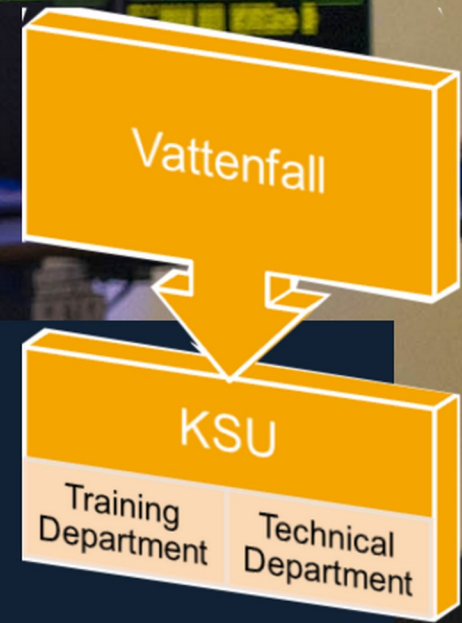 Vattenfall
KSU
Training
Department
Technical
Department